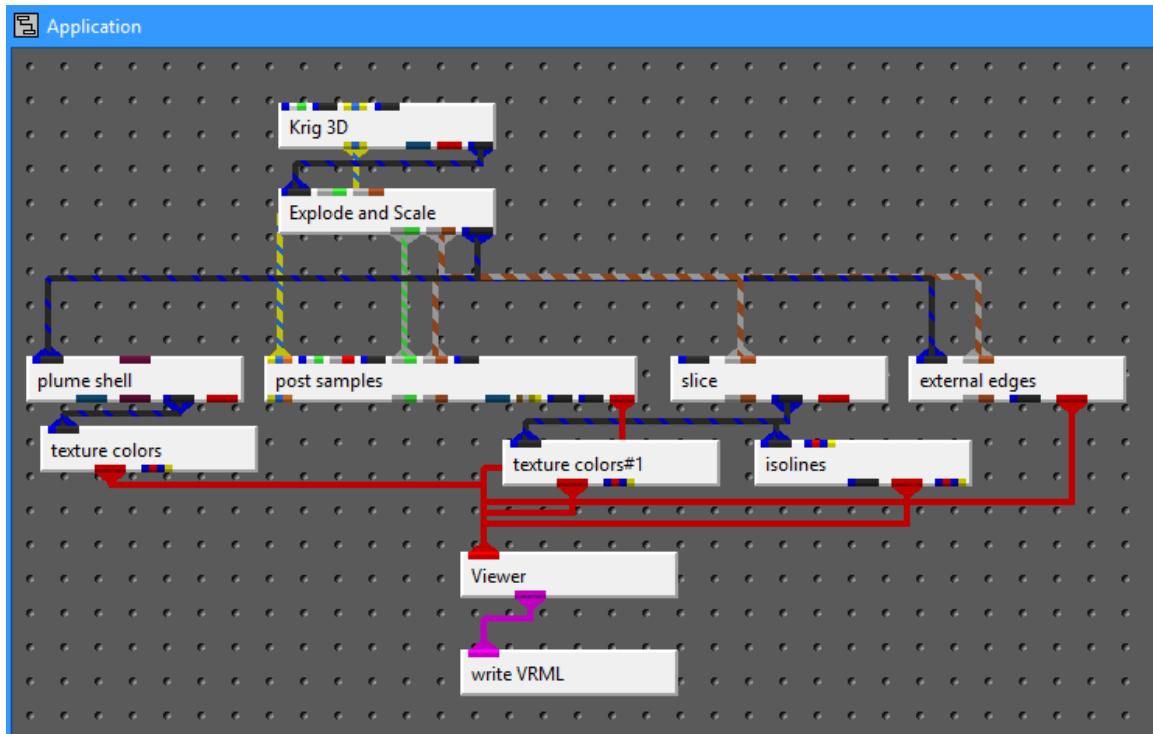 Application
Krig 3D
Explode and Scale
plume shell
post samples
slice
external edges
texture colors
texture colors#1
isolines
Viewer
write VRML